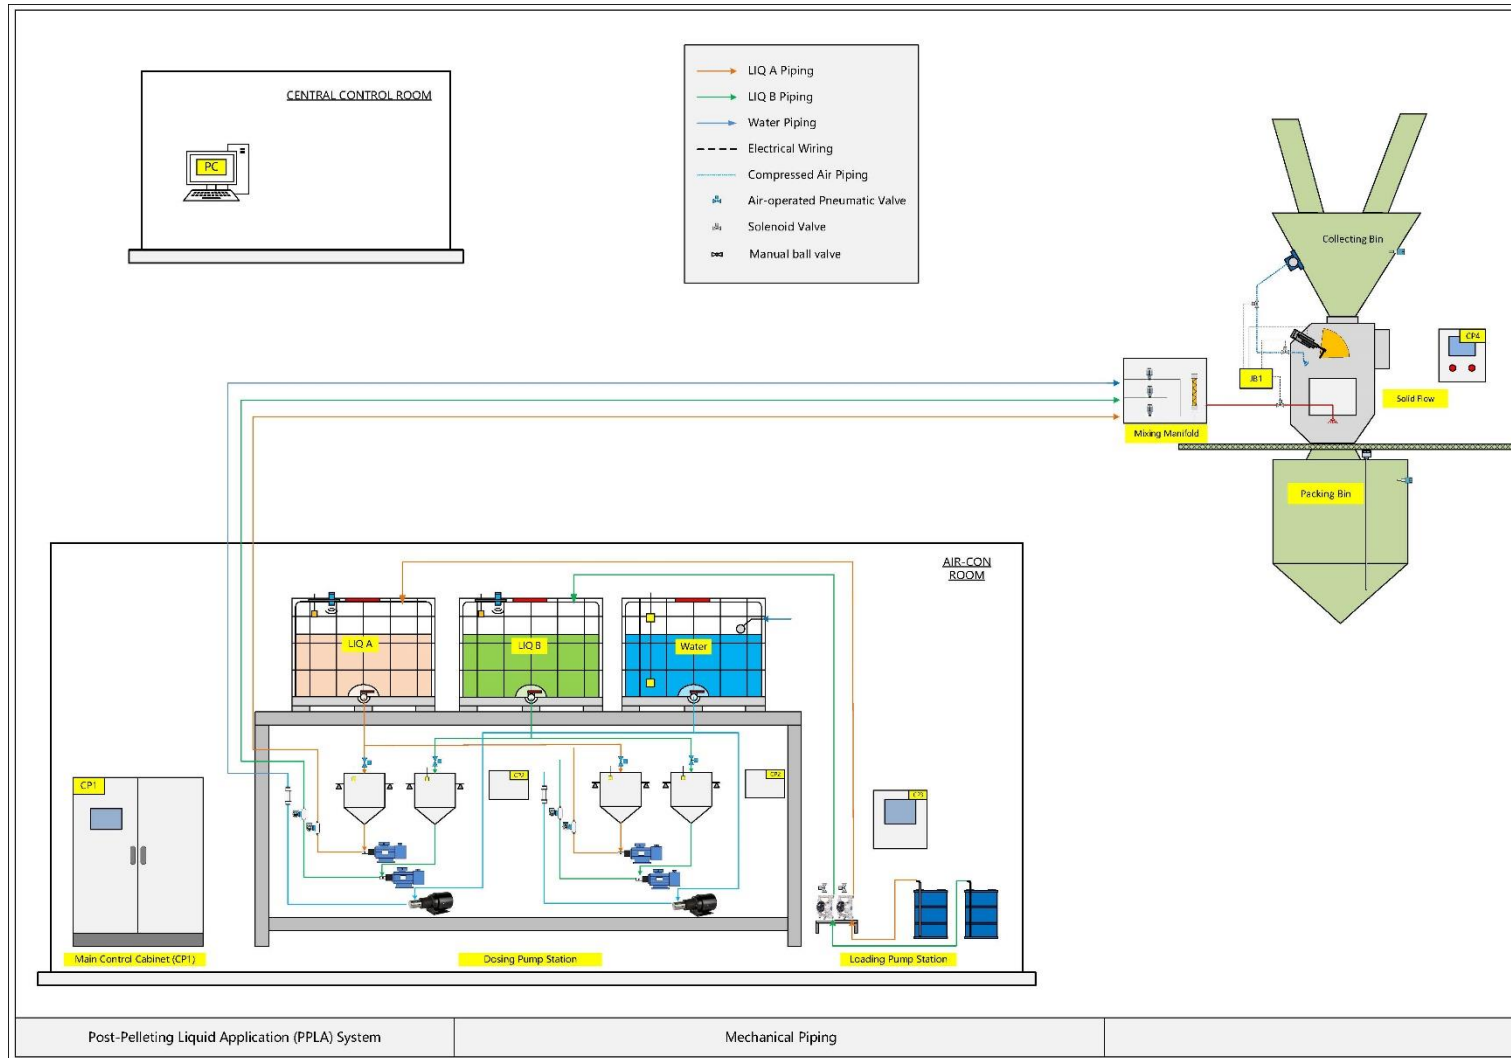 CENTRAL CONTROL ROOM
PC
LIQ A Piping
LIQ B Piping
Water Piping
Electrical Wiring
Compressed Air Piping
Air-operated Pneumatic Valve
Solenoid Valve
Manual ball valve
Collecting Bin
CP4
JB1
Solid Flow
Mixing Manifold
Packing Bin
AIR-CON
ROOM
LIQ A
LIQ B
Water
CP1
CP2
CP2
CP3
Main Control Cabinet (CP1)
Dosing Pump Station
Loading Pump Station
Post-Pelleting Liquid Application (PPLA) System
Mechanical Piping